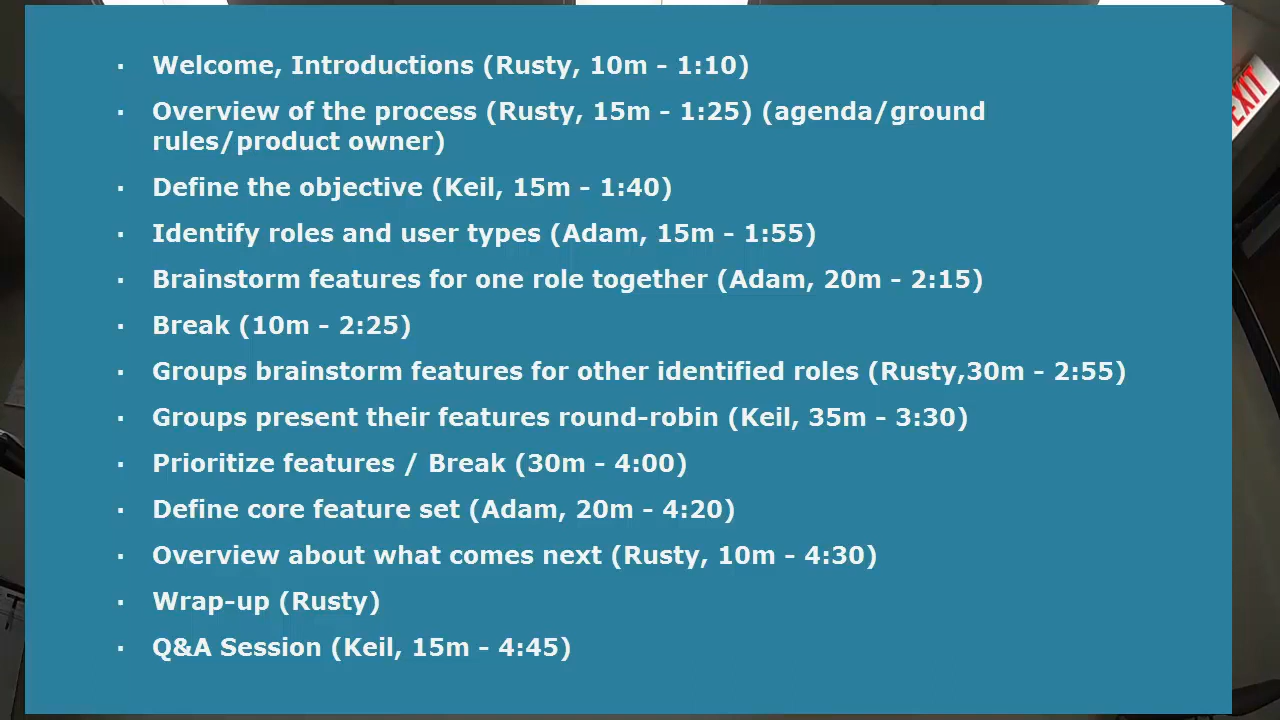 · Welcome, Introductions (Rusty, 10m - 1:10)
· Overview of the process (Rusty, 15m - 1:25) (agenda/ground
rules/product owner)
· Define the objective (Keil, 15m - 1:40)
· Identify roles and user types (Adam, 15m - 1:55)
· Brainstorm features for one role together (Adam, 20m - 2:15)
· Break (10m - 2:25)
· Groups brainstorm features for other identified roles (Rusty,30m - 2:55)
· Groups present their features round-robin (Keil, 35m - 3:30)
· Prioritize features / Break (30m - 4:00)
· Define core feature set (Adam, 20m - 4:20)
· Overview about what comes next (Rusty, 10m - 4:30)
· Wrap-up (Rusty)
· Q&A Session (Keil, 15m - 4:45)
EXIT